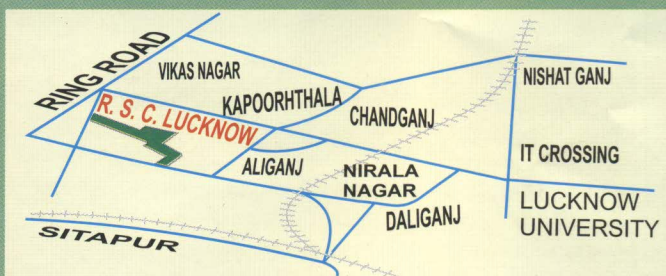 RING ROAD
VIKAS NAGAR
NISHAT GANJ
KAPOORHTHALA
R. S. C. LUCKNOW
CHANDGANJ
ALIGANJ
NIRALA
NAGAR
IT CROSSING
DALIGANJ
LUCKNOW
UNIVERSITY
SITAPUR